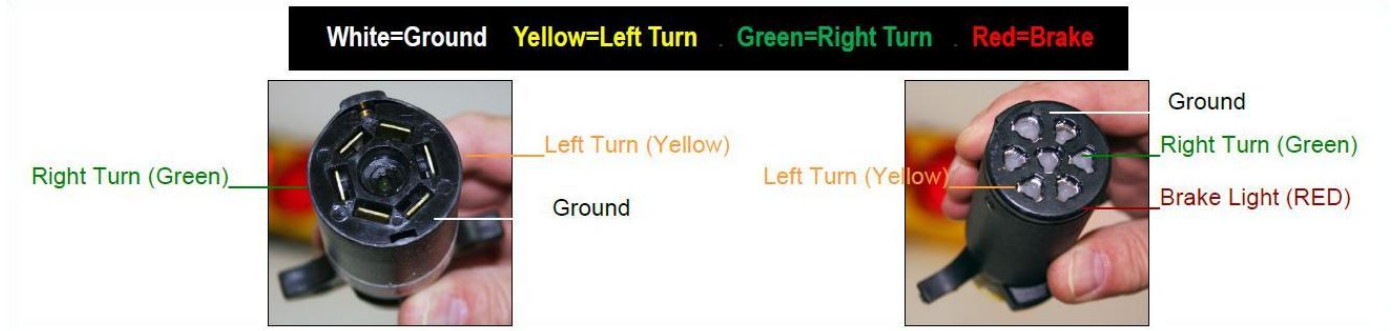 White=Ground Yellow=Left Turn . Green=Right Turn . Red=Brake
Right Turn (Green)
Left Turn (Yellow)
Ground
Ground
Left Turn (Yellow)
Right Turn (Green)
Brake Light (RED)